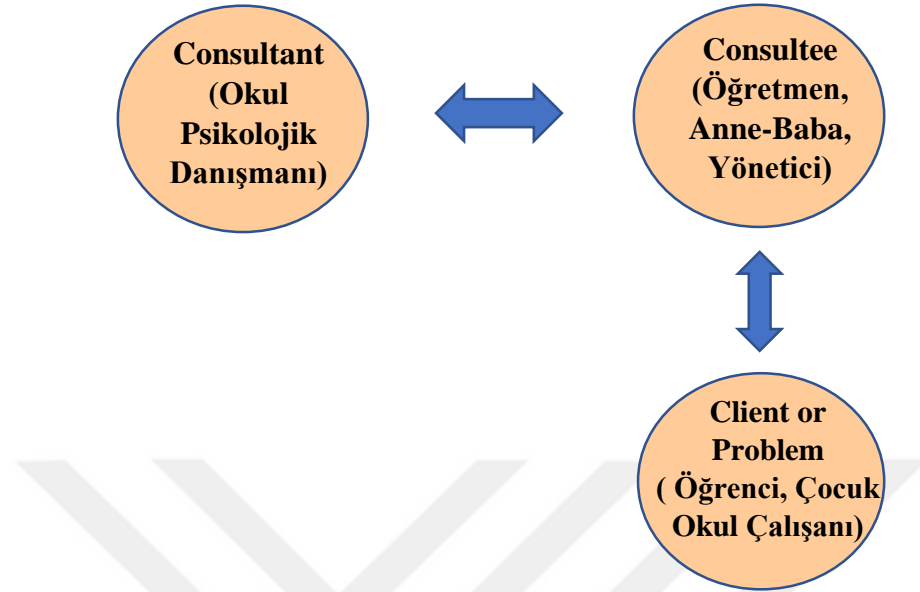 Consultant
(Okul
Psikolojik
Danışmanı)
Consultee
(Öğretmen,
Anne-Baba,
Yönetici)
Client or
Problem
( Öğrenci, Çocuk
Okul Çalışanı)